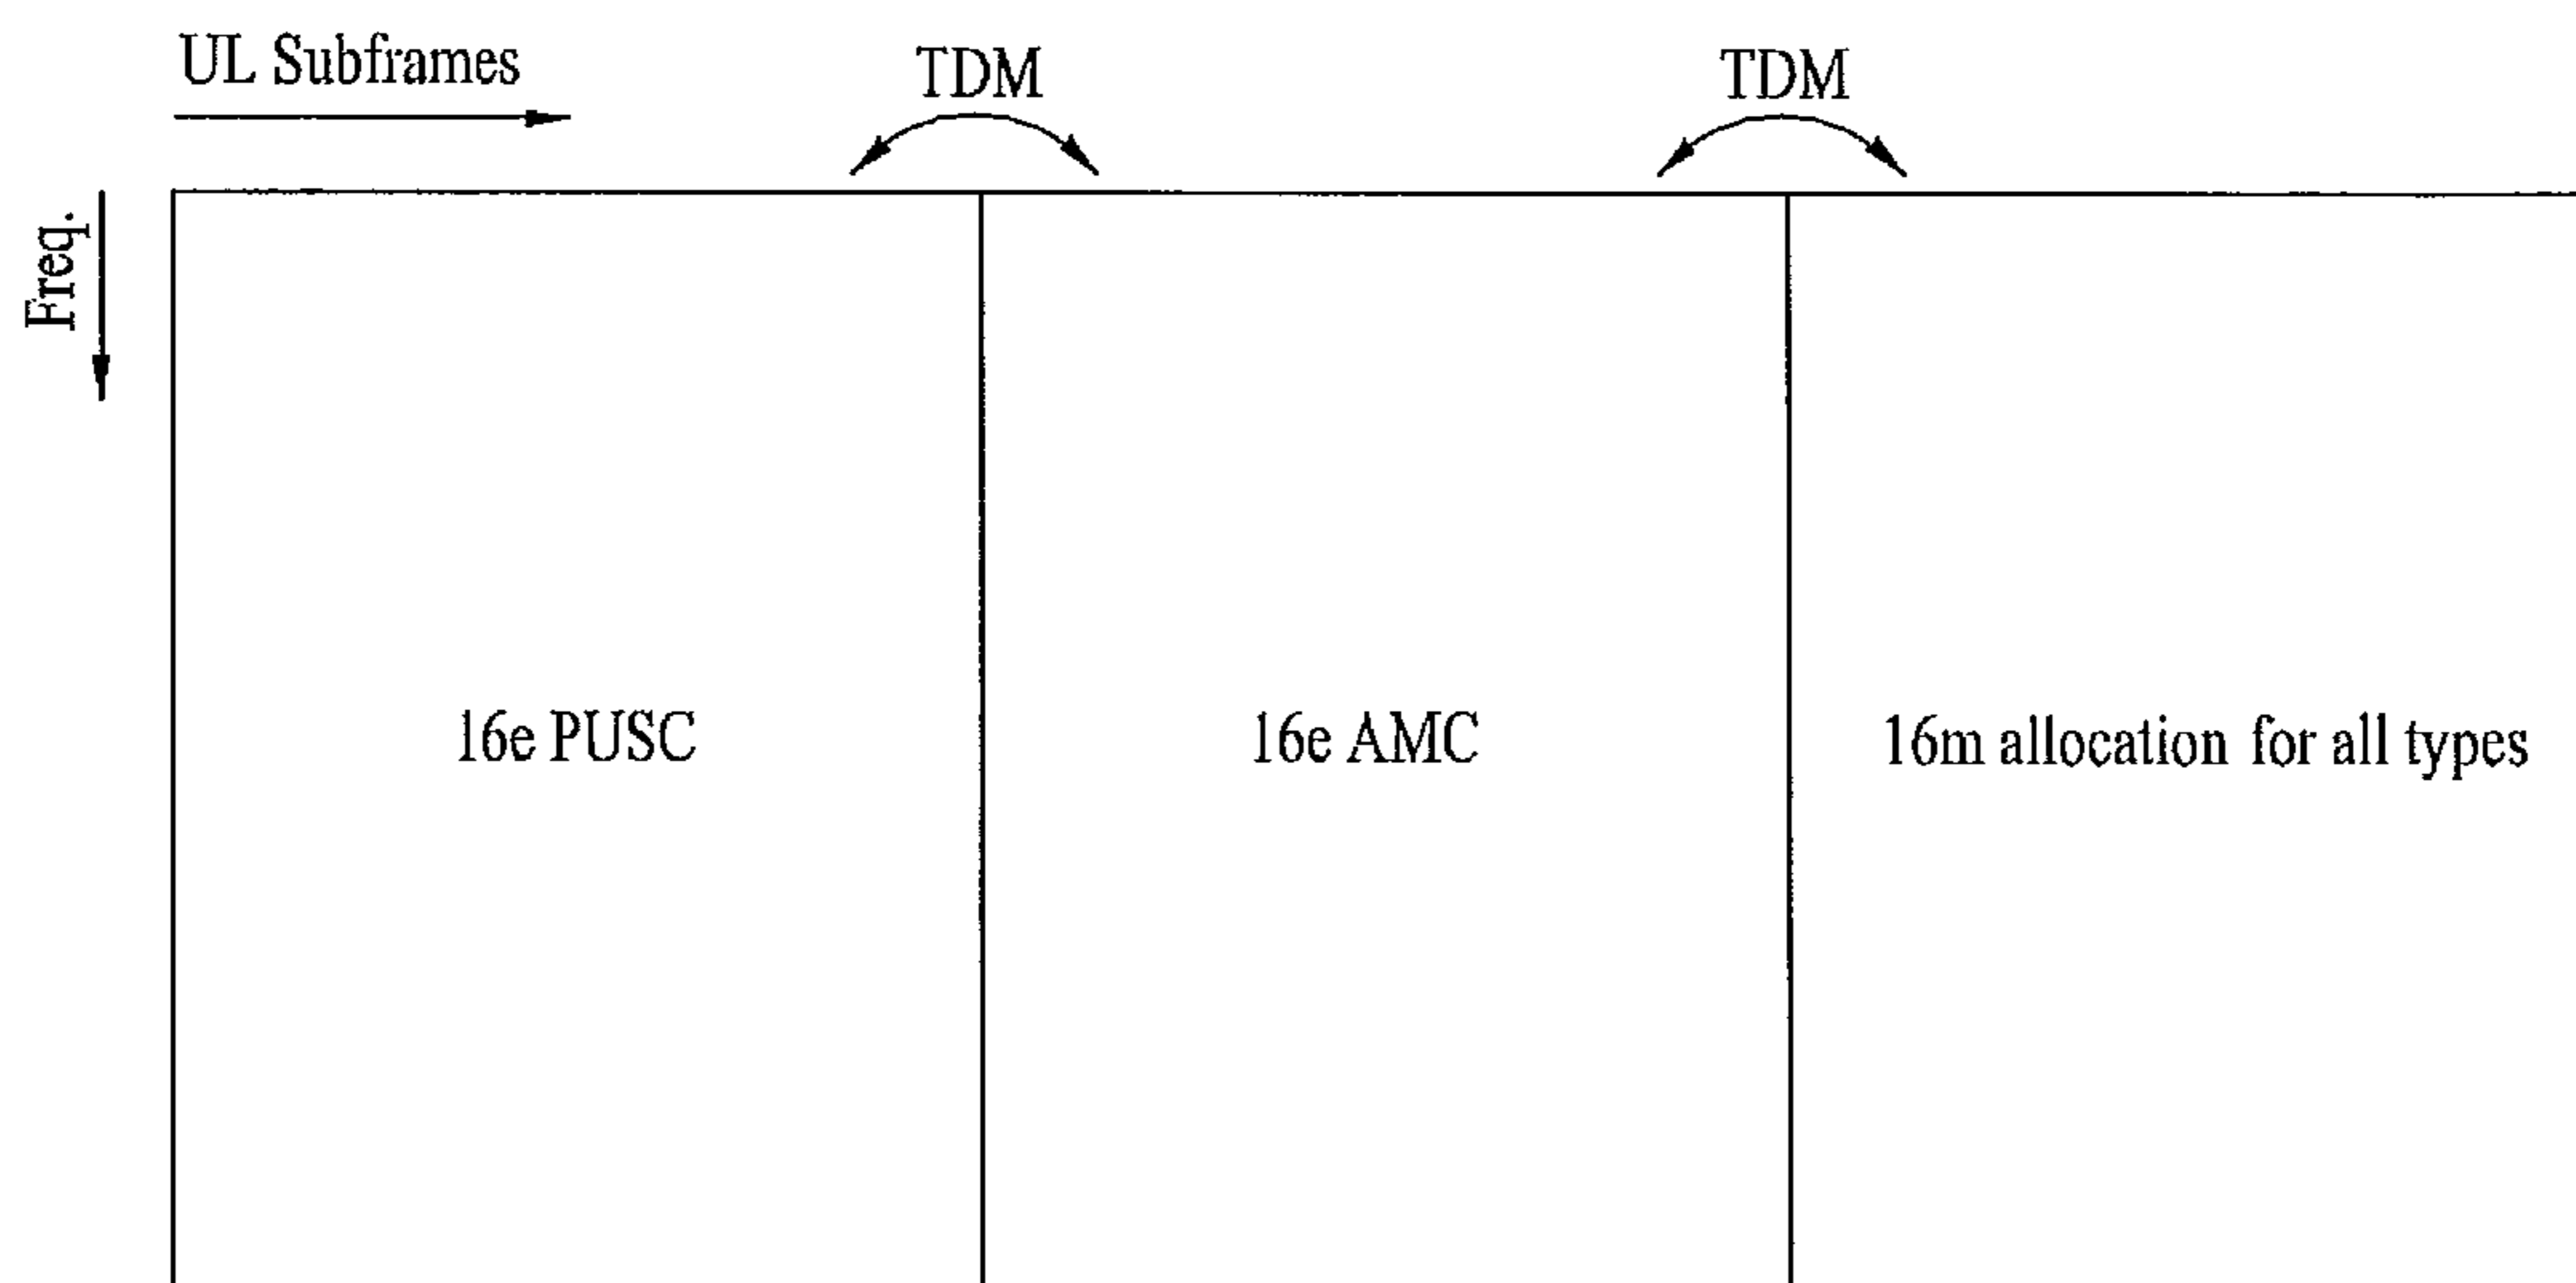 UL Subframes
TDM
TDM
Freq.
16e PUSC
16e AMC
16m allocation for all types